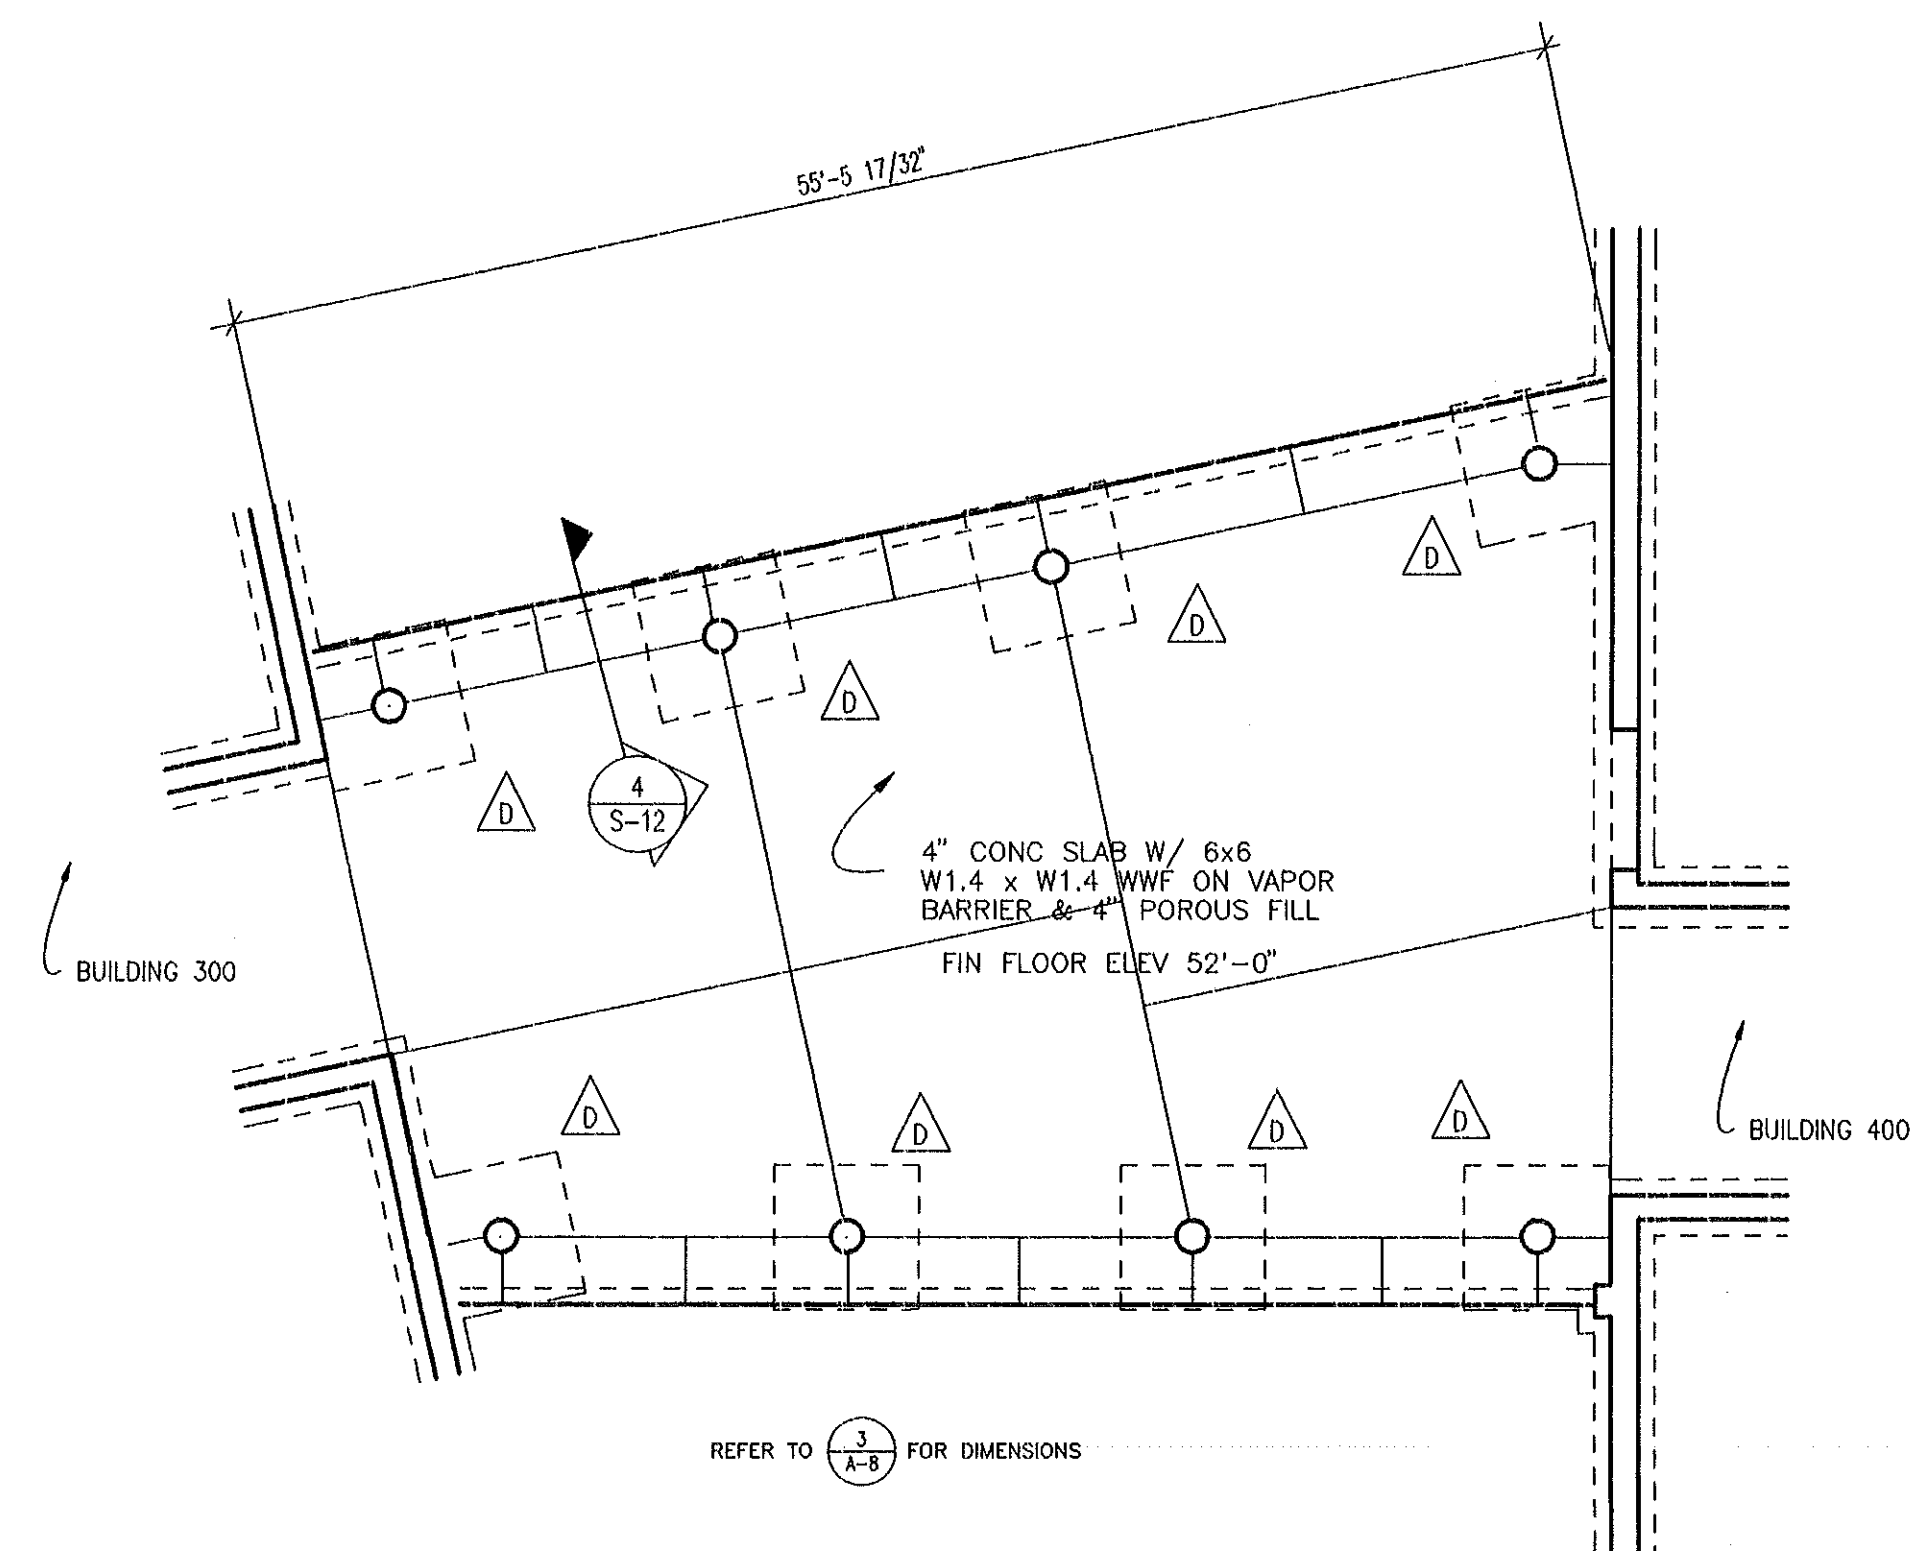 55'-5 17/32"
D
D
D
D
4
S-12
4" CONC SLAB W/ 6x6
W1.4 x W1.4 WWF ON VAPOR
BARRIER & 4" POROUS FILL
FIN FLOOR ELEV 52'-0"
BUILDING 300
D
D
D
D
BUILDING 400
REFER TO 3 FOR DIMENSIONS
A-8